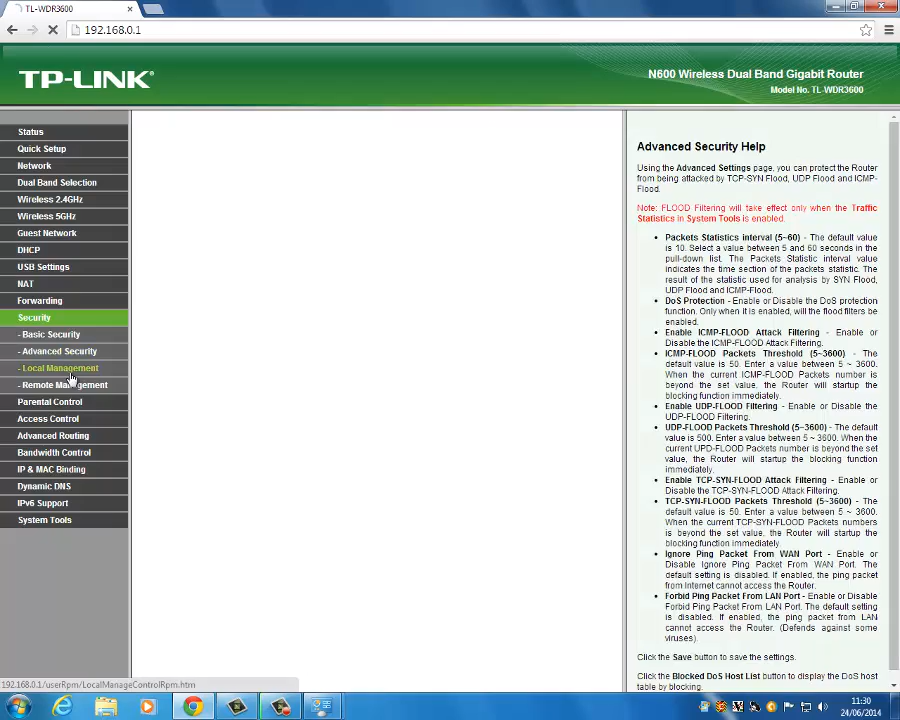 TL-WDR3600
192.168.0.1
TP-LINK®
N600 Wireless Dual Band Gigabit Router
Model No. TL-WDR3600
Status
Quick Setup
Network
Dual Band Selection
Wireless 2.4GHz
Wireless 5GHz
Guest Network
DHCP
USB Settings
NAT
Forwarding
Security
- Basic Security
- Advanced Security
- Local Management
- Remote Management
Parental Control
Access Control
Advanced Routing
Bandwidth Control
IP & MAC Binding
Dynamic DNS
IPv6 Support
System Tools
Advanced Security Help
Using the Advanced Settings page, you can protect the Router
from being attacked by TCP-SYN Flood, UDP Flood and ICMP-
Flood.
Note: FLOOD Filtering will take effect only when the Traffic
Statistics in System Tools is enabled.
• Packets Statistics interval (5~60) - The default value
is 10. Select a value between 5 and 60 seconds in the
pull-down list. The Packets Statistic interval value
indicates the time section of the packets statistic. The
result of the statistic used for analysis by SYN Flood,
UDP Flood and ICMP-Flood.
• DoS Protection - Enable or Disable the DoS protection
function. Only when it is enabled, will the flood filters be
enabled.
• Enable ICMP-FLOOD Attack Filtering - Enable or
Disable the ICMP-FLOOD Attack Filtering.
• ICMP-FLOOD Packets Threshold (5~3600) - The default
value is 50. Enter a value between 5 ~ 3600. When
the current ICMP-FLOOD Packets number is
beyond the set value, the Router will startup the
blocking function immediately.
• Enable UDP-FLOOD Filtering - Enable or Disable the
UDP-FLOOD Filtering.
• UDP-FLOOD Packets Threshold (5~3600) - The default
value is 500. Enter a value between 5 ~ 3600. When the
current UPD-FLOOD Packets number is beyond the set
value, the Router will startup the blocking function
immediately.
• Enable TCP-SYN-FLOOD Attack Filtering - Enable or
Disable the TCP-SYN-FLOOD Attack Filtering.
• TCP-SYN-FLOOD Packets Threshold (5~3600) - The
default value is 50. Enter a value between 5 ~ 3600.
When the current TCP-SYN-FLOOD Packets numbers
is beyond the set value, the Router will startup the
blocking function immediately.
• Ignore Ping Packet From WAN Port - Enable or
Disable Ignore Ping Packet From WAN Port. The
default setting is disabled. If enabled, the ping packet
from Internet cannot access the Router.
• Forbid Ping Packet From LAN Port - Enable or Disable
Forbid Ping Packet From LAN Port. The default setting
is disabled. If enabled, the ping packet from LAN
cannot access the Router. (Defends against some
viruses).
Click the Save button to save the settings.
Click the Blocked DoS Host List button to display the DoS host
table by blocking.
192.168.0.1/userRpm/LocalManageControlRpm.htm
11:30
24/06/2014